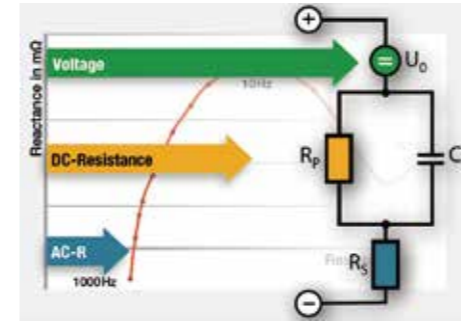 Reactance in mΩ
+
Voltage
=
U₀
10Hz
DC-Resistance
Rₚ
C
AC-R
Rₛ
1000Hz
−